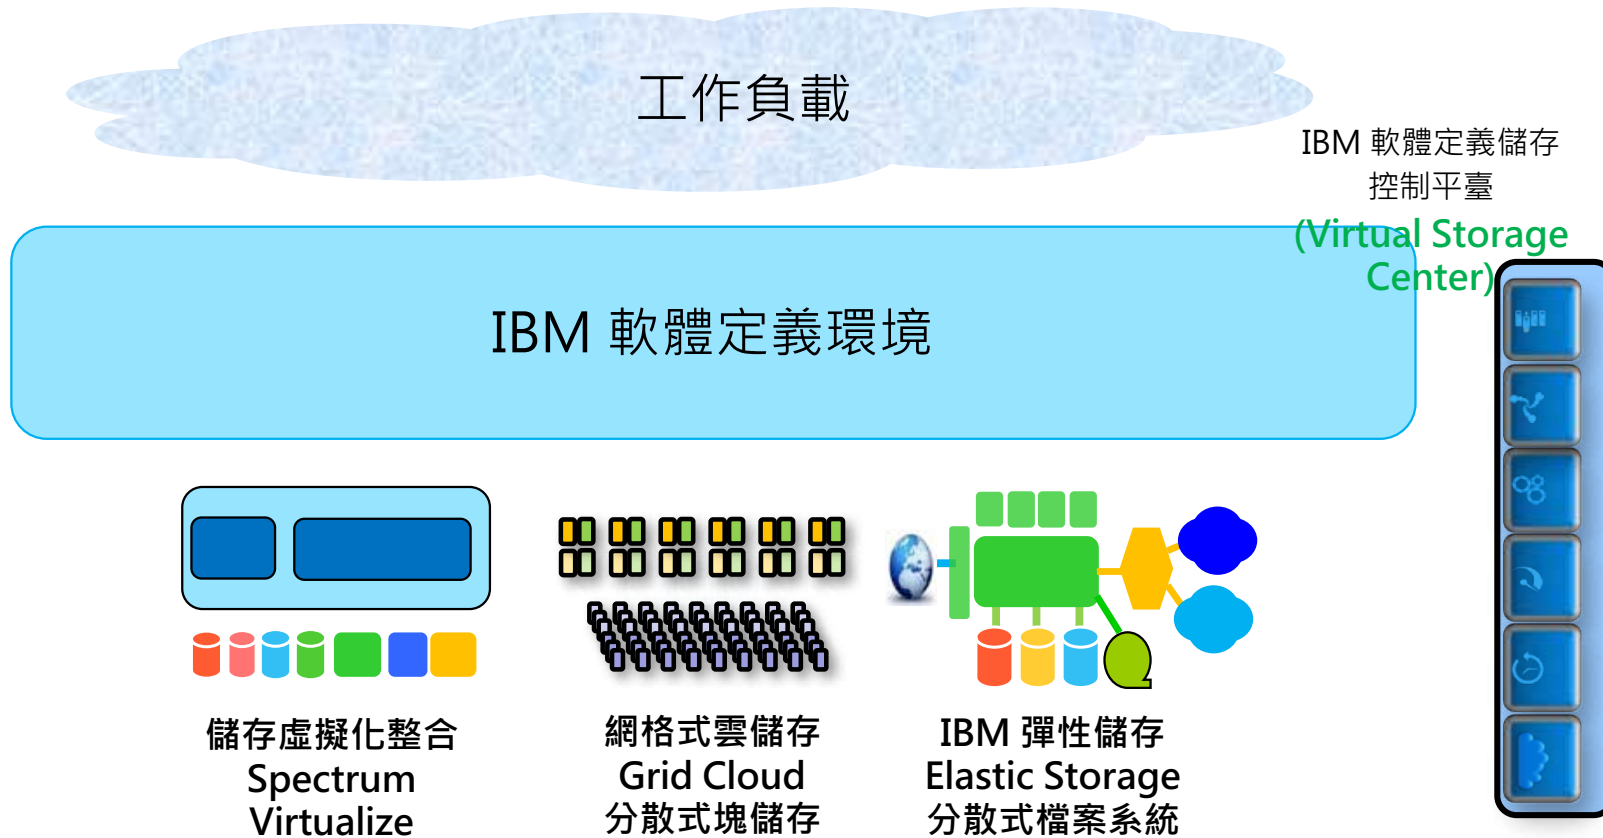 工作負載
IBM 軟體定義儲存
控制平臺
(Virtual Storage
Center)
IBM 軟體定義環境
儲存虛擬化整合
Spectrum
Virtualize
網格式雲儲存
Grid Cloud
分散式塊儲存
IBM 彈性儲存
Elastic Storage
分散式檔案系統